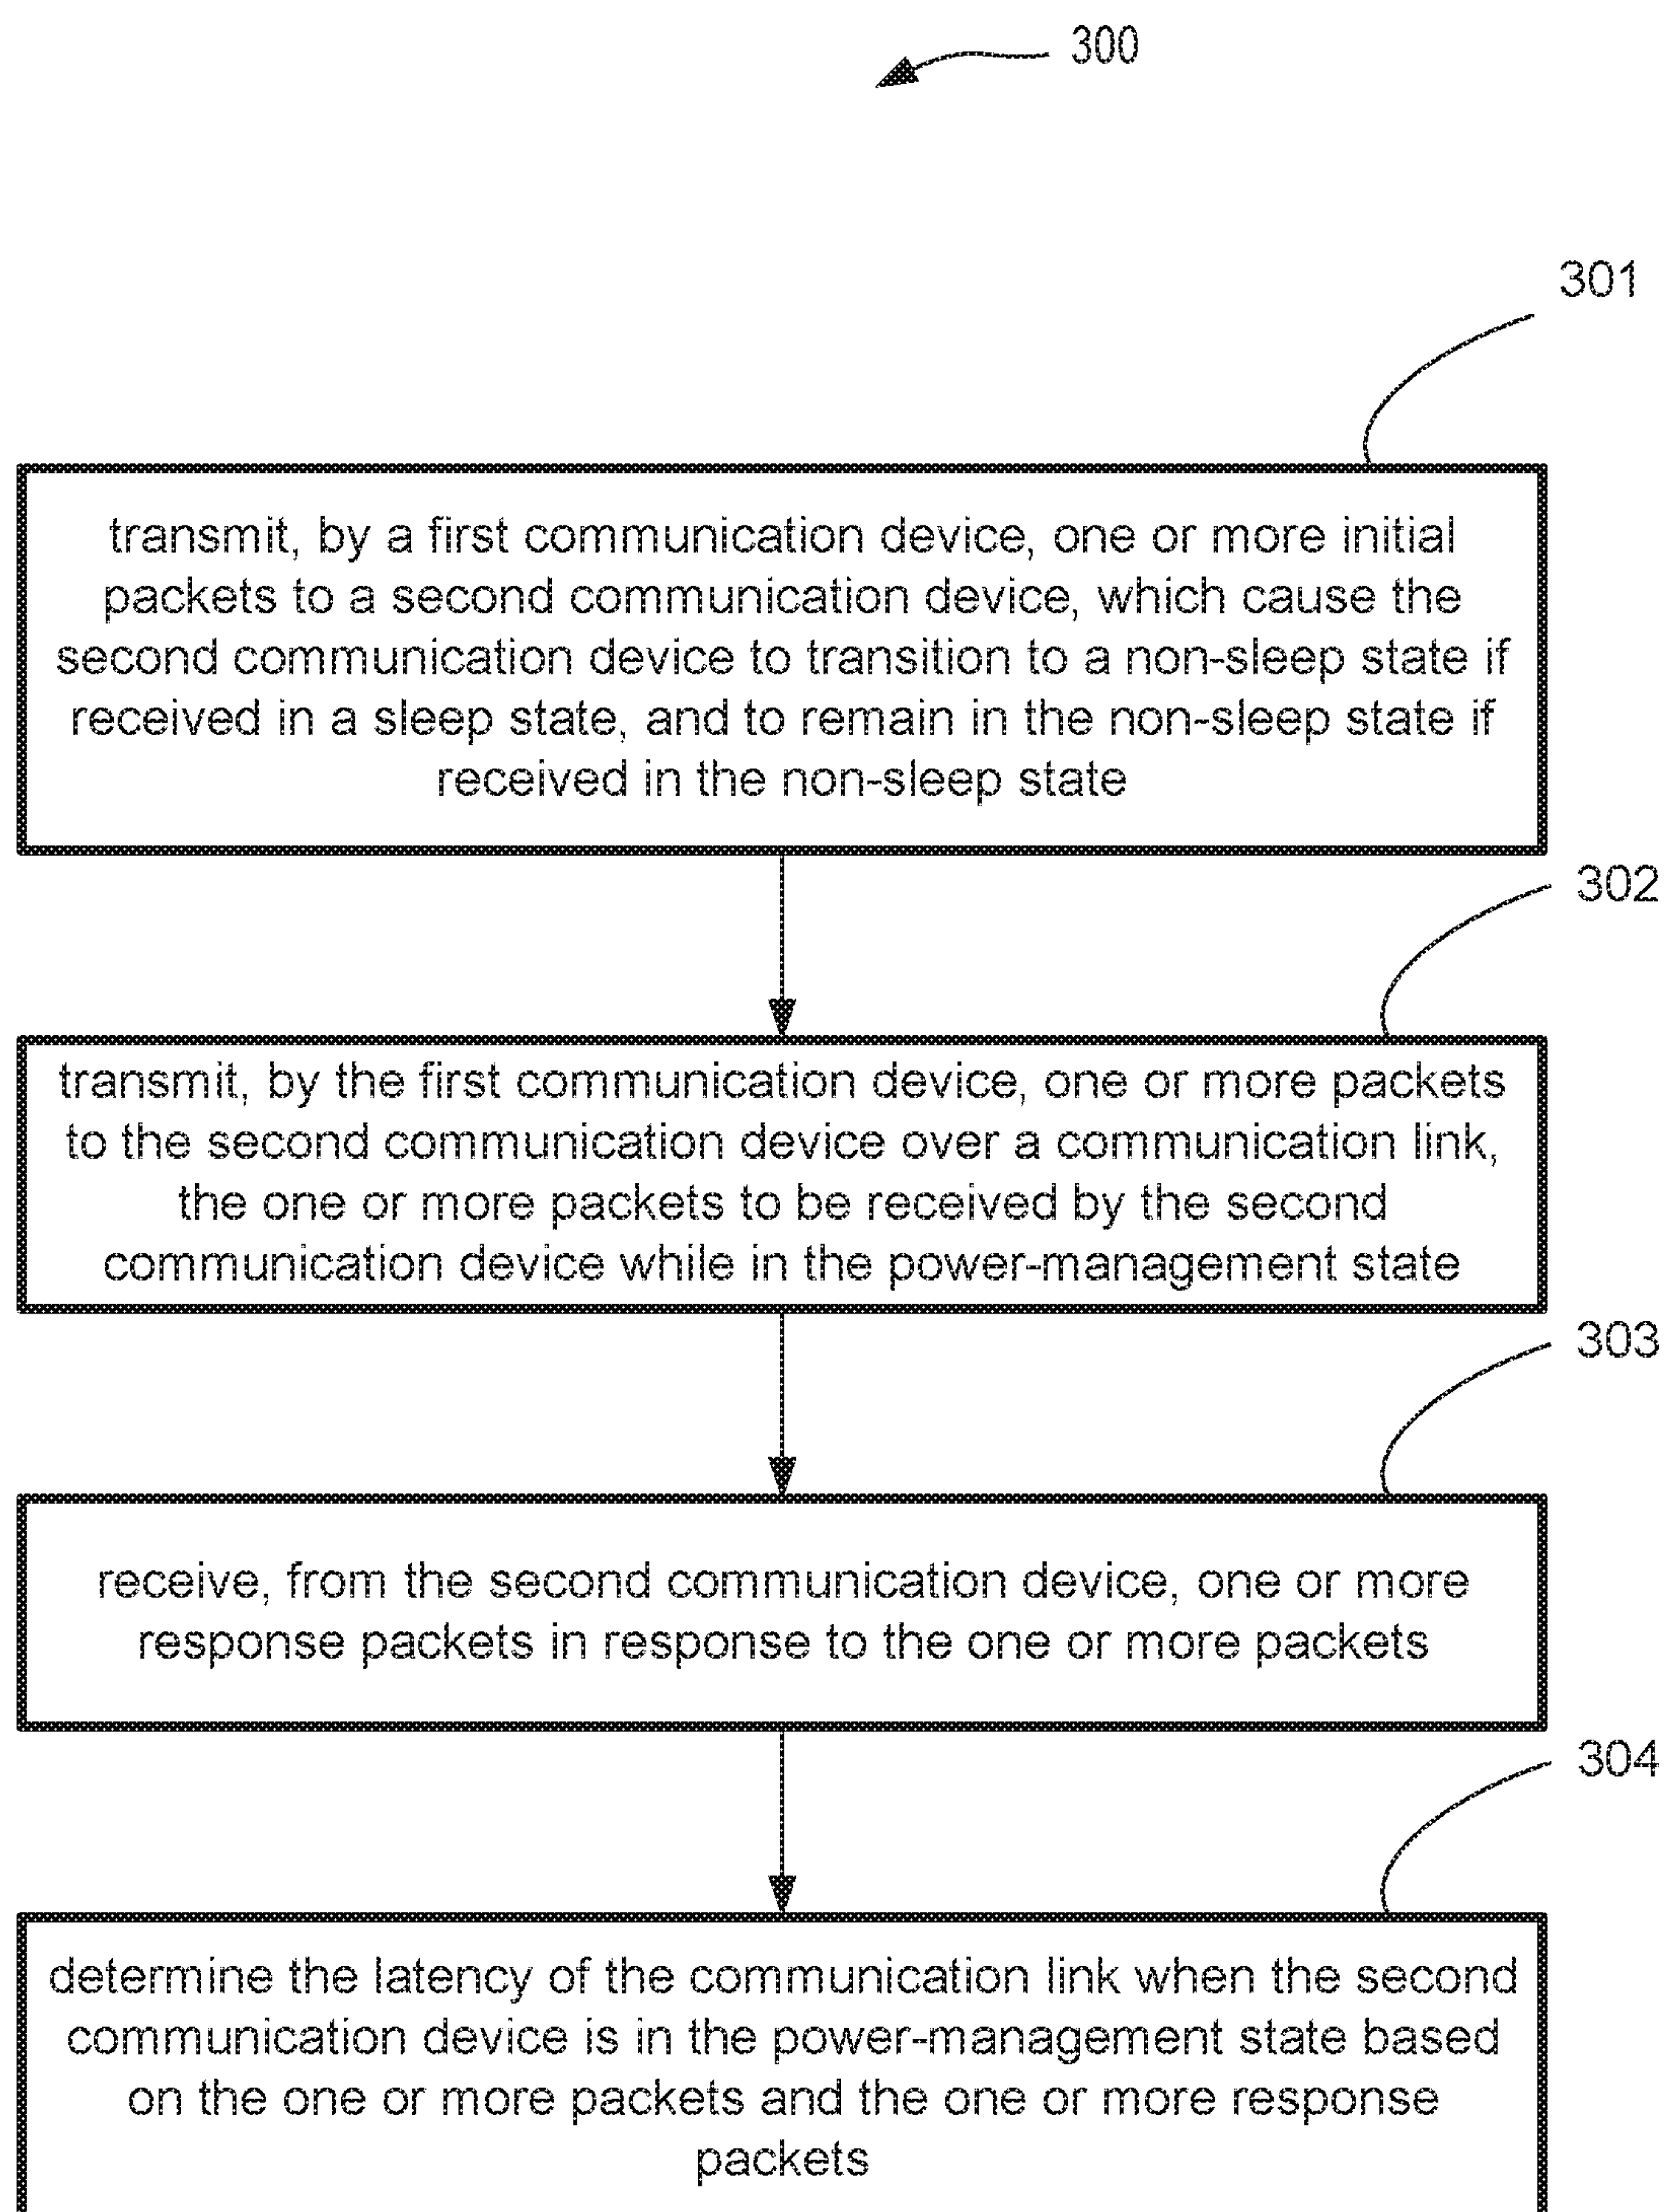 300
301
transmit, by a first communication device, one or more initial
packets to a second communication device, which cause the
second communication device to transition to a non-sleep state if
received in a sleep state, and to remain in the non-sleep state if
received in the non-sleep state
302
transmit, by the first communication device, one or more packets
to the second communication device over a communication link,
the one or more packets to be received by the second
communication device while in the power-management state
303
receive, from the second communication device, one or more
response packets in response to the one or more packets
304
determine the latency of the communication link when the second
communication device is in the power-management state based
on the one or more packets and the one or more response
packets